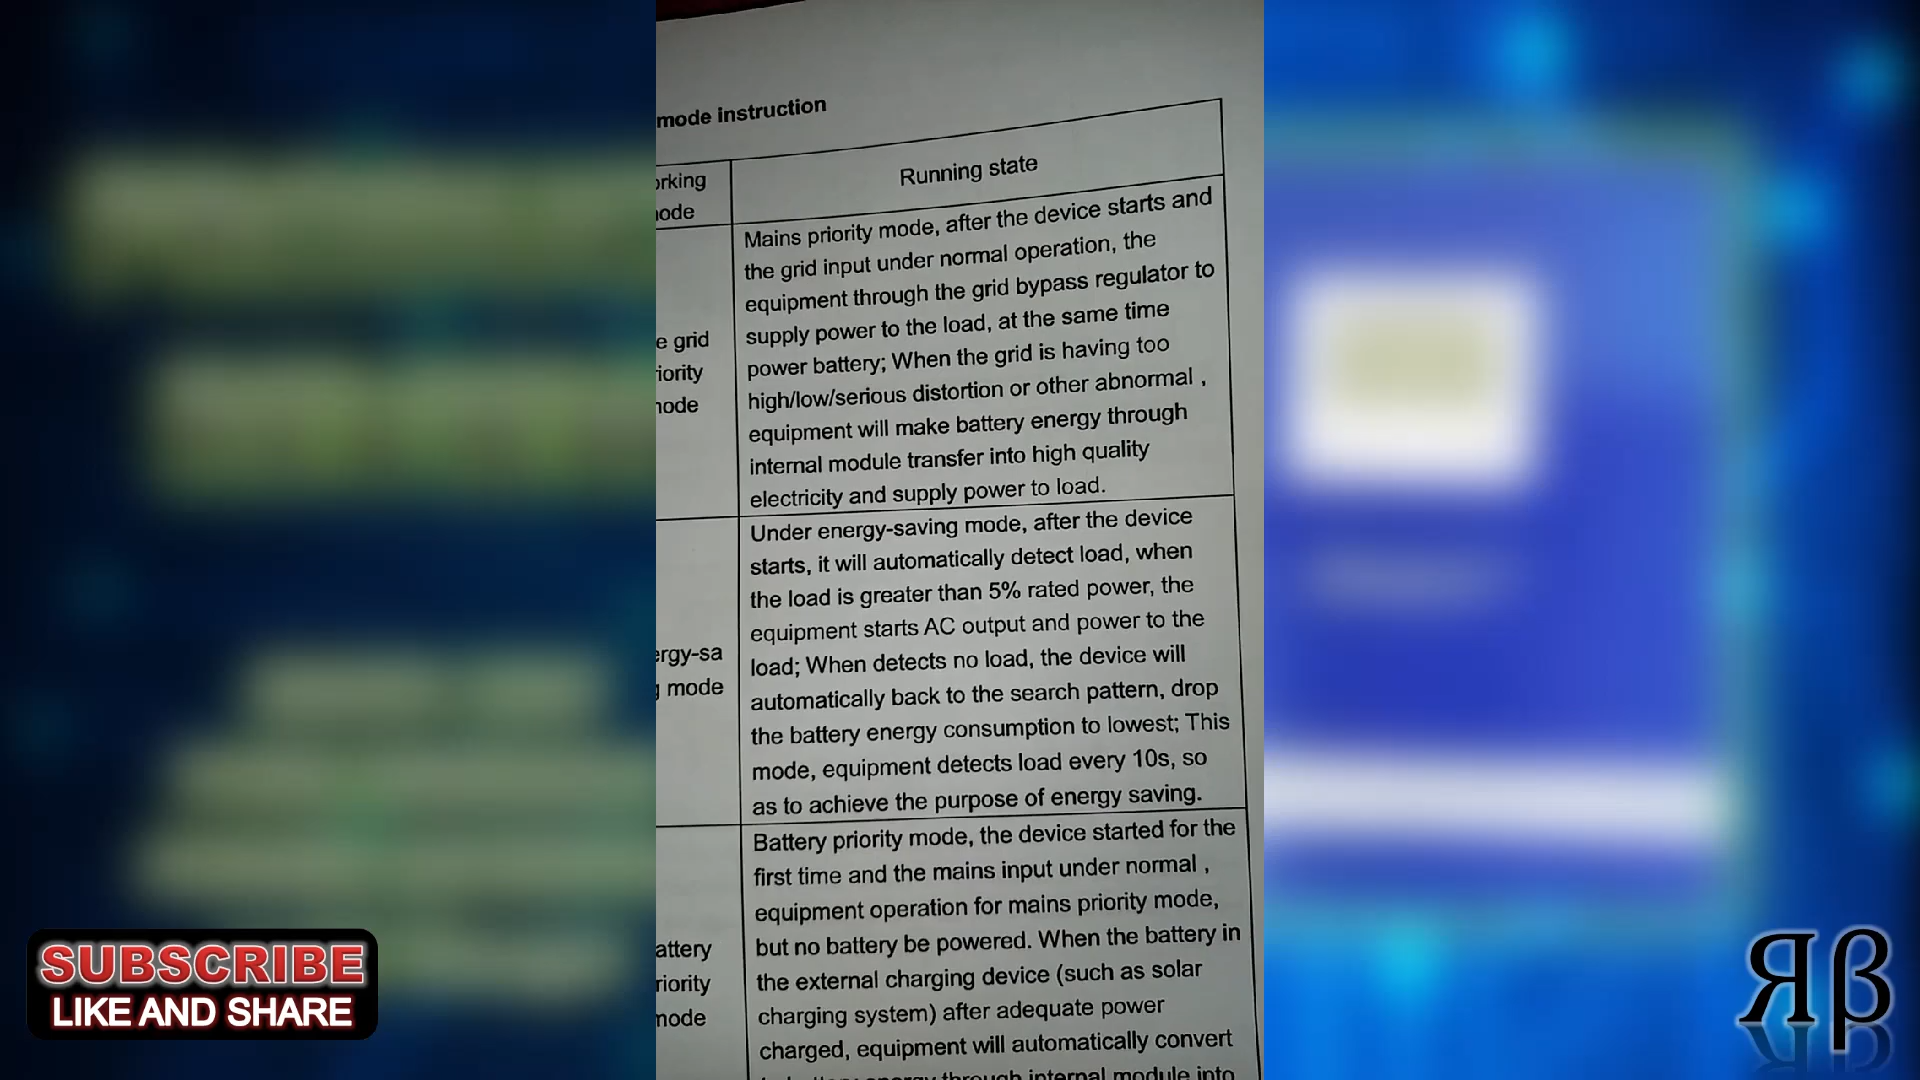 mode instruction
orking
ode
Running state
e grid
iority
ode
Mains priority mode, after the device starts and
the grid input under normal operation, the
equipment through the grid bypass regulator to
supply power to the load, at the same time
power battery; When the grid is having too
high/low/serious distortion or other abnormal ,
equipment will make battery energy through
internal module transfer into high quality
electricity and supply power to load.
ergy-sa
mode
Under energy-saving mode, after the device
starts, it will automatically detect load, when
the load is greater than 5% rated power, the
equipment starts AC output and power to the
load; When detects no load, the device will
automatically back to the search pattern, drop
the battery energy consumption to lowest; This
mode, equipment detects load every 10s, so
as to achieve the purpose of energy saving.
attery
riority
mode
Battery priority mode, the device started for the
first time and the mains input under normal ,
equipment operation for mains priority mode,
but no battery be powered. When the battery in
the external charging device (such as solar
charging system) after adequate power
charged, equipment will automatically convert
energy through internal module into
SUBSCRIBE
LIKE AND SHARE
Яβ